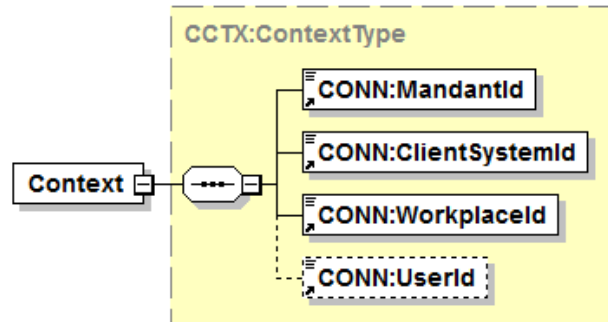 CCTX:ContextType
CONN:MandantId
CONN:ClientSystemId
Context
CONN:WorkplaceId
CONN:UserId